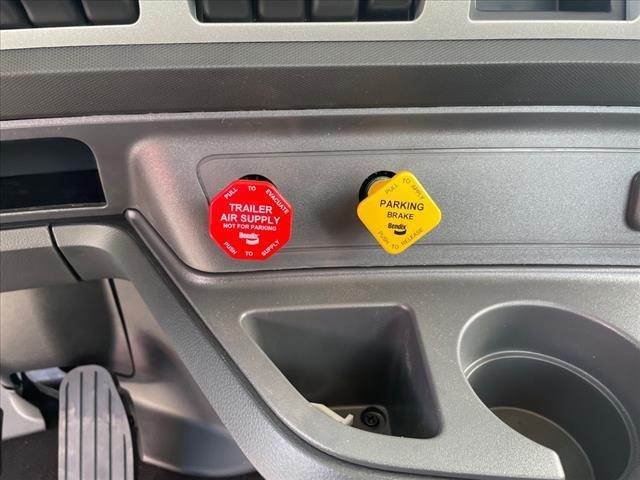 PULL TO EVACUATE
TRAILER
AIR SUPPLY
NOT FOR PARKING
Bendix
PUSH TO SUPPLY
PULL TO APPLY
PARKING
BRAKE
Bendix
PUSH TO RELEASE